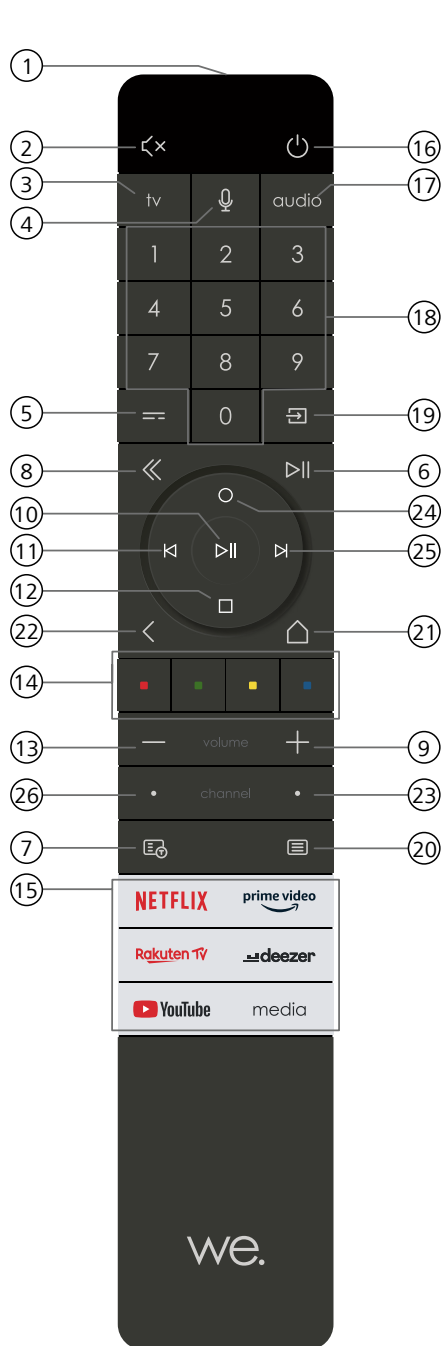 1
2
16
3
tv
audio
17
4
1 2 3
4 5 6
18
7 8 9
5
0
19
8
6
24
10
11
25
12
22
21
14
13
volume
9
26
channel
23
7
T
20
15
NETFLIX
prime video
Rakuten TV
deezer
YouTube
media
we.